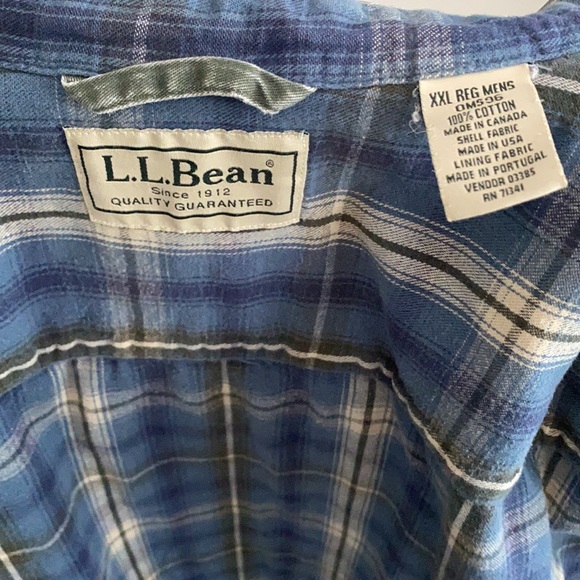 L.L.Bean®
Since 1912
QUALITY GUARANTEED
XXL REG MENS
0M536
100% COTTON
MADE IN CANADA
SHELL FABRIC
MADE IN USA
LINING FABRIC
MADE IN PORTUGAL
VENDOR 03385
RN 71341